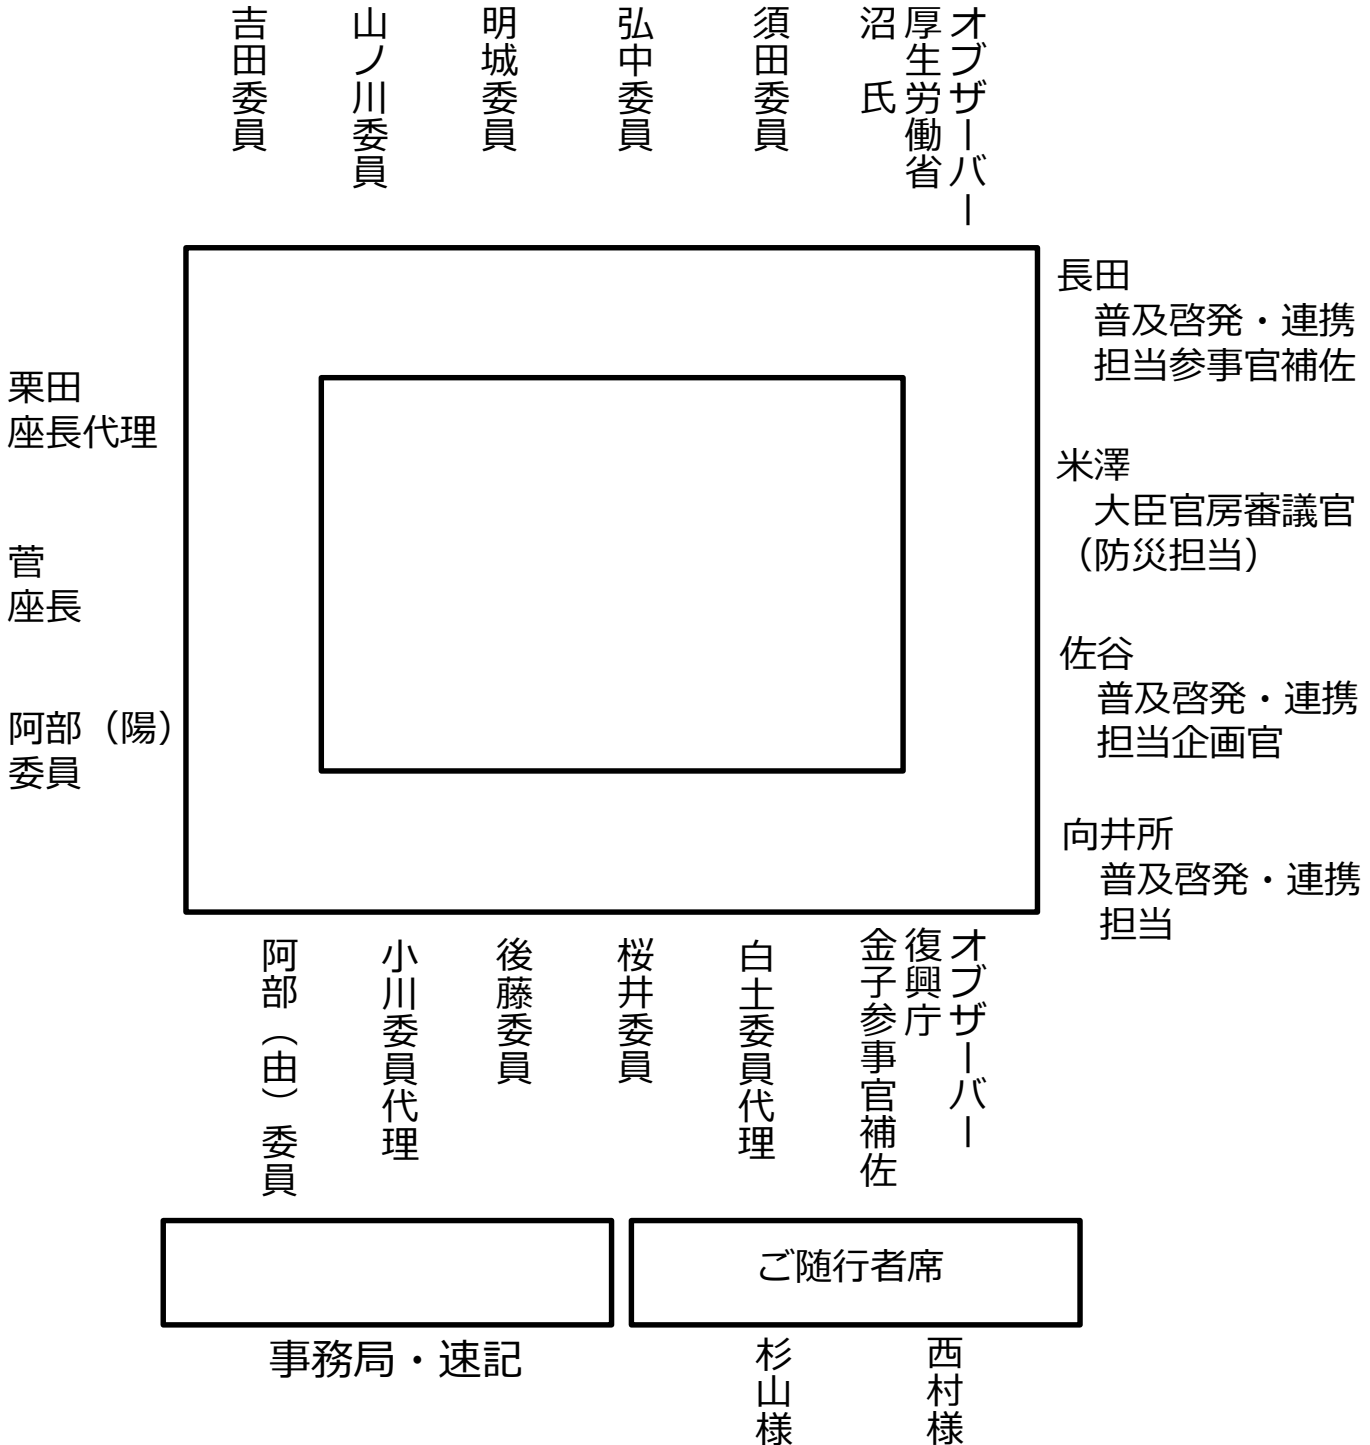 オブザーバー
厚生労働省
沼　氏
須田委員
弘中委員
明城委員
山ノ川委員
吉田委員
栗田
座長代理
菅
座長
阿部（陽）
委員
長田
普及啓発・連携
担当参事官補佐
米澤
大臣官房審議官
（防災担当）
佐谷
普及啓発・連携
担当企画官
向井所
普及啓発・連携
担当
オブザーバー
復興庁
金子参事官補佐
白土委員代理
桜井委員
後藤委員
小川委員代理
阿部（由）委員
ご随行者席
事務局・速記
西村様
杉山様